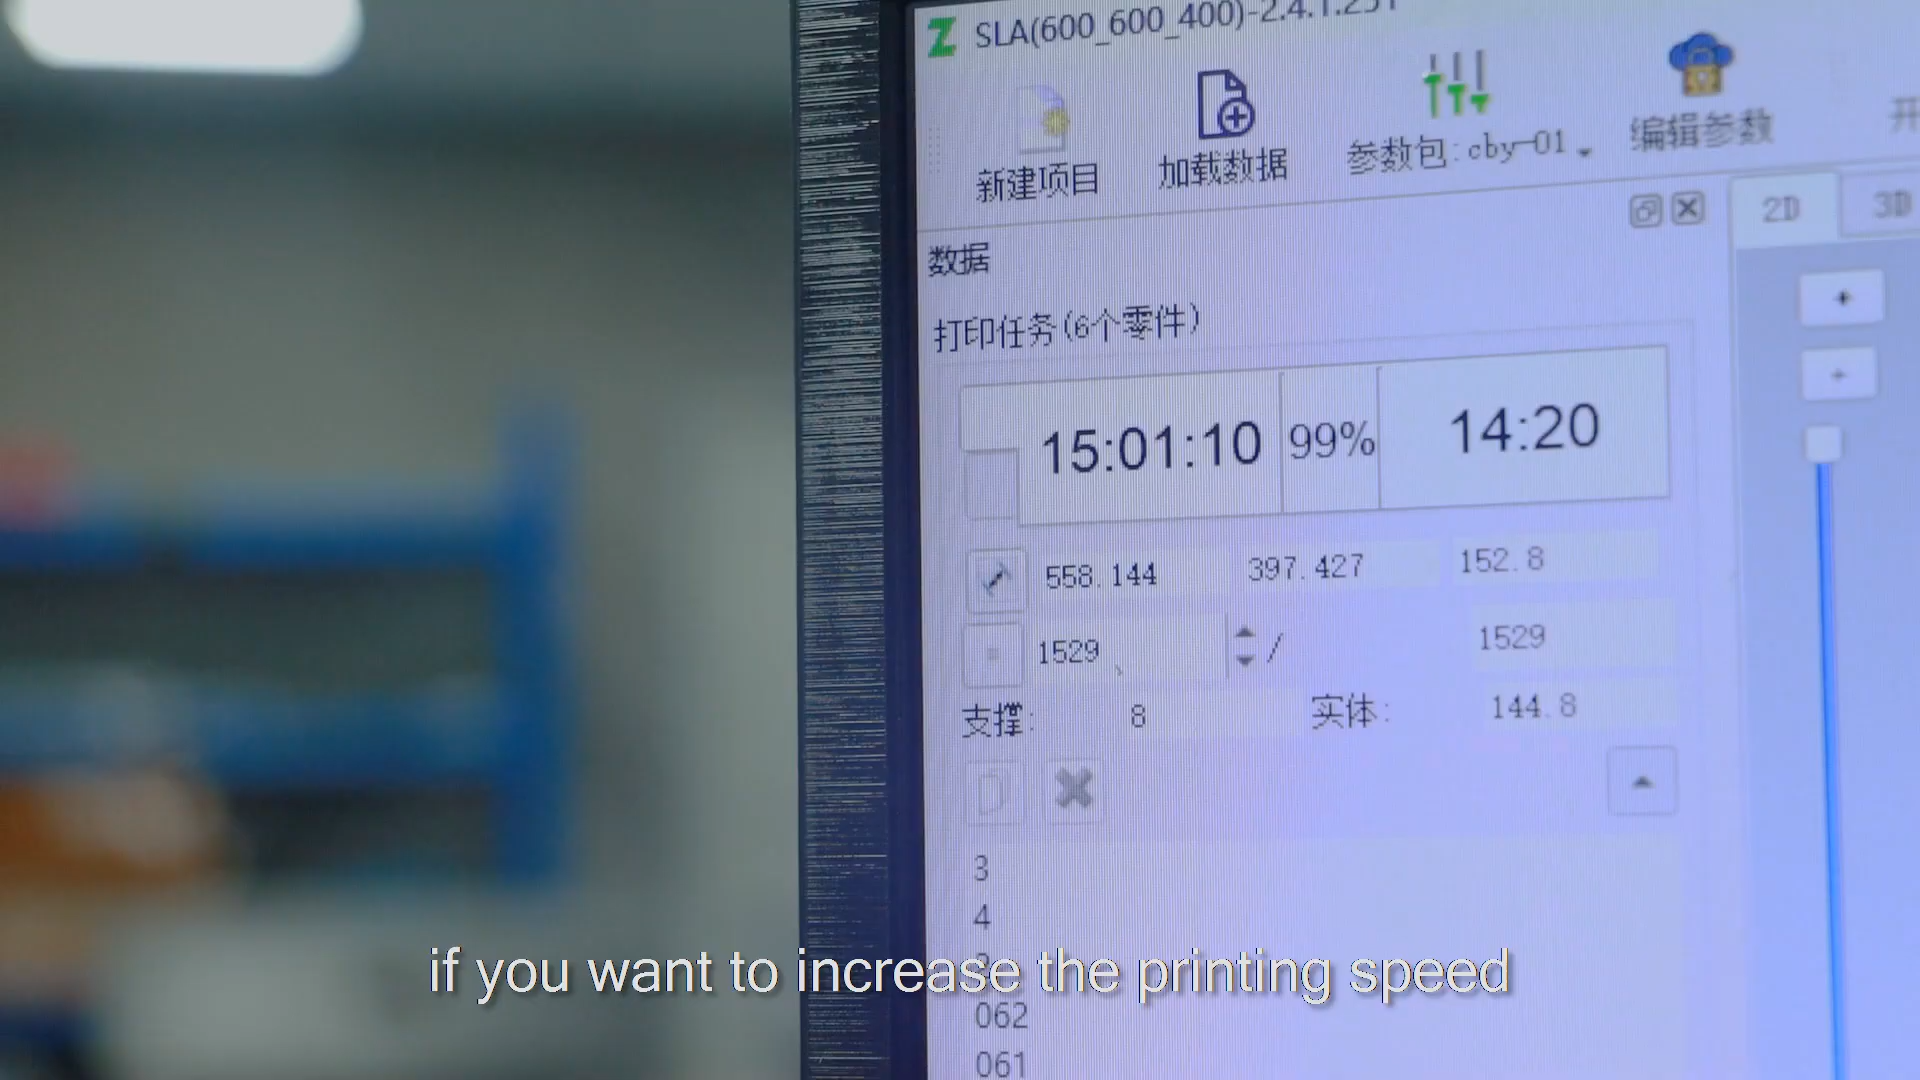 SLA(600_600_400)-2.4.1.251
新建项目
加载数据
参数包:cby-01
编辑参数
开
数据
2D
3D
打印任务(6个零件)
15:01:10
99%
14:20
558.144
397.427
152.8
1529
/
1529
支撑:
8
实体:
144.8
3
4
if you want to increase the printing speed
062
061